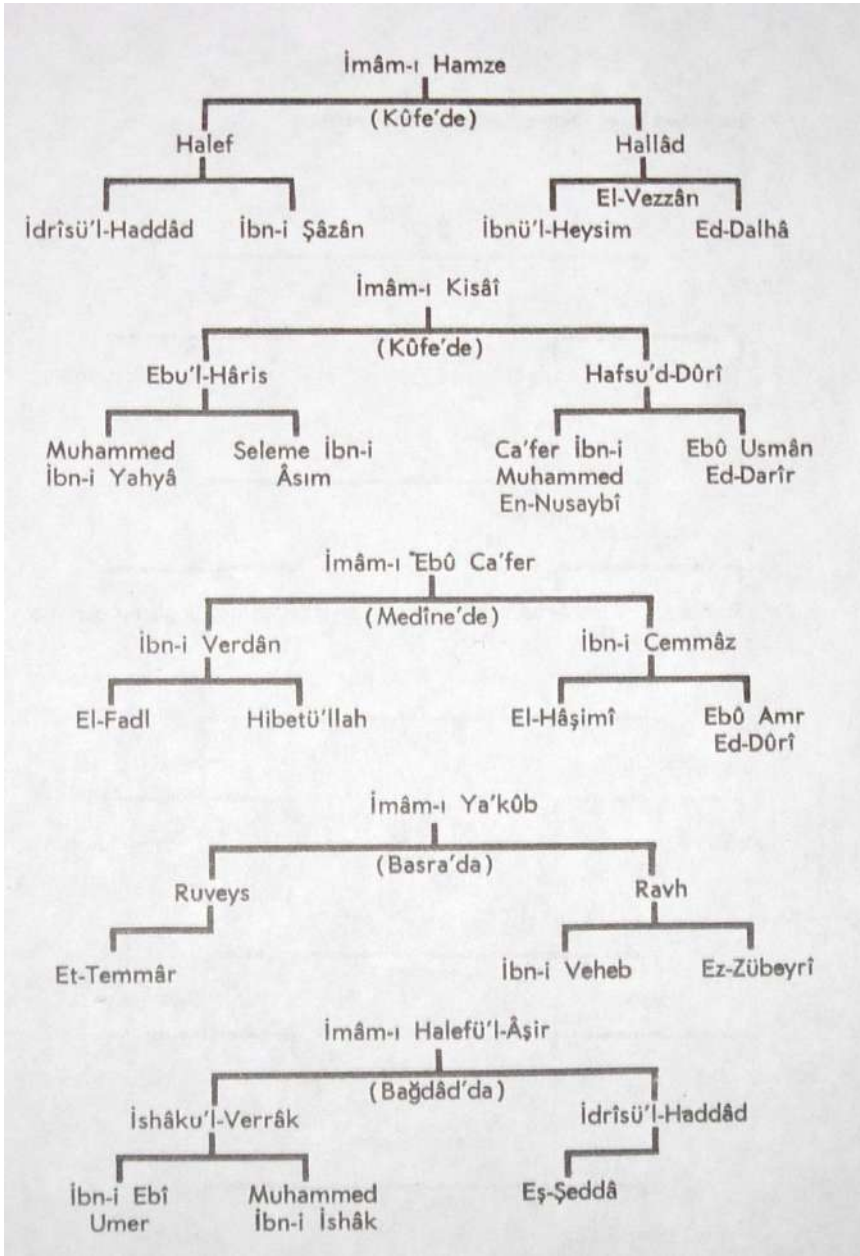 İmâm-ı Hamze
(Kûfe'de)
Halef Hallâd
El-Vezzân
İdrîsü'l-Haddâd İbn-i Şâzân İbnü'l-Heysim Ed-Dalhâ
İmâm-ı Kisâî
(Kûfe'de)
Ebu'l-Hâris Hafsu'd-Dûrî
Muhammed Seleme İbn-i Ca'fer İbn-i Ebû Usmân
İbn-i Yahyâ Âsım Muhammed Ed-Darîr
En-Nusaybî
İmâm-ı Ebû Ca'fer
(Medîne'de)
İbn-i Verdân İbn-i Cemmâz
El-Fadl Hibetü'llah El-Hâşimî Ebû Amr
Ed-Dûrî
İmâm-ı Ya'kûb
(Basra'da)
Ruveys Ravh
Et-Temmâr İbn-i Veheb Ez-Zübeyrî
İmâm-ı Halefü'l-Âşir
(Bağdâd'da)
İshâku'l-Verrâk İdrîsü'l-Haddâd
İbn-i Ebî Muhammed Eş-Şeddâ
Umer İbn-i İshâk